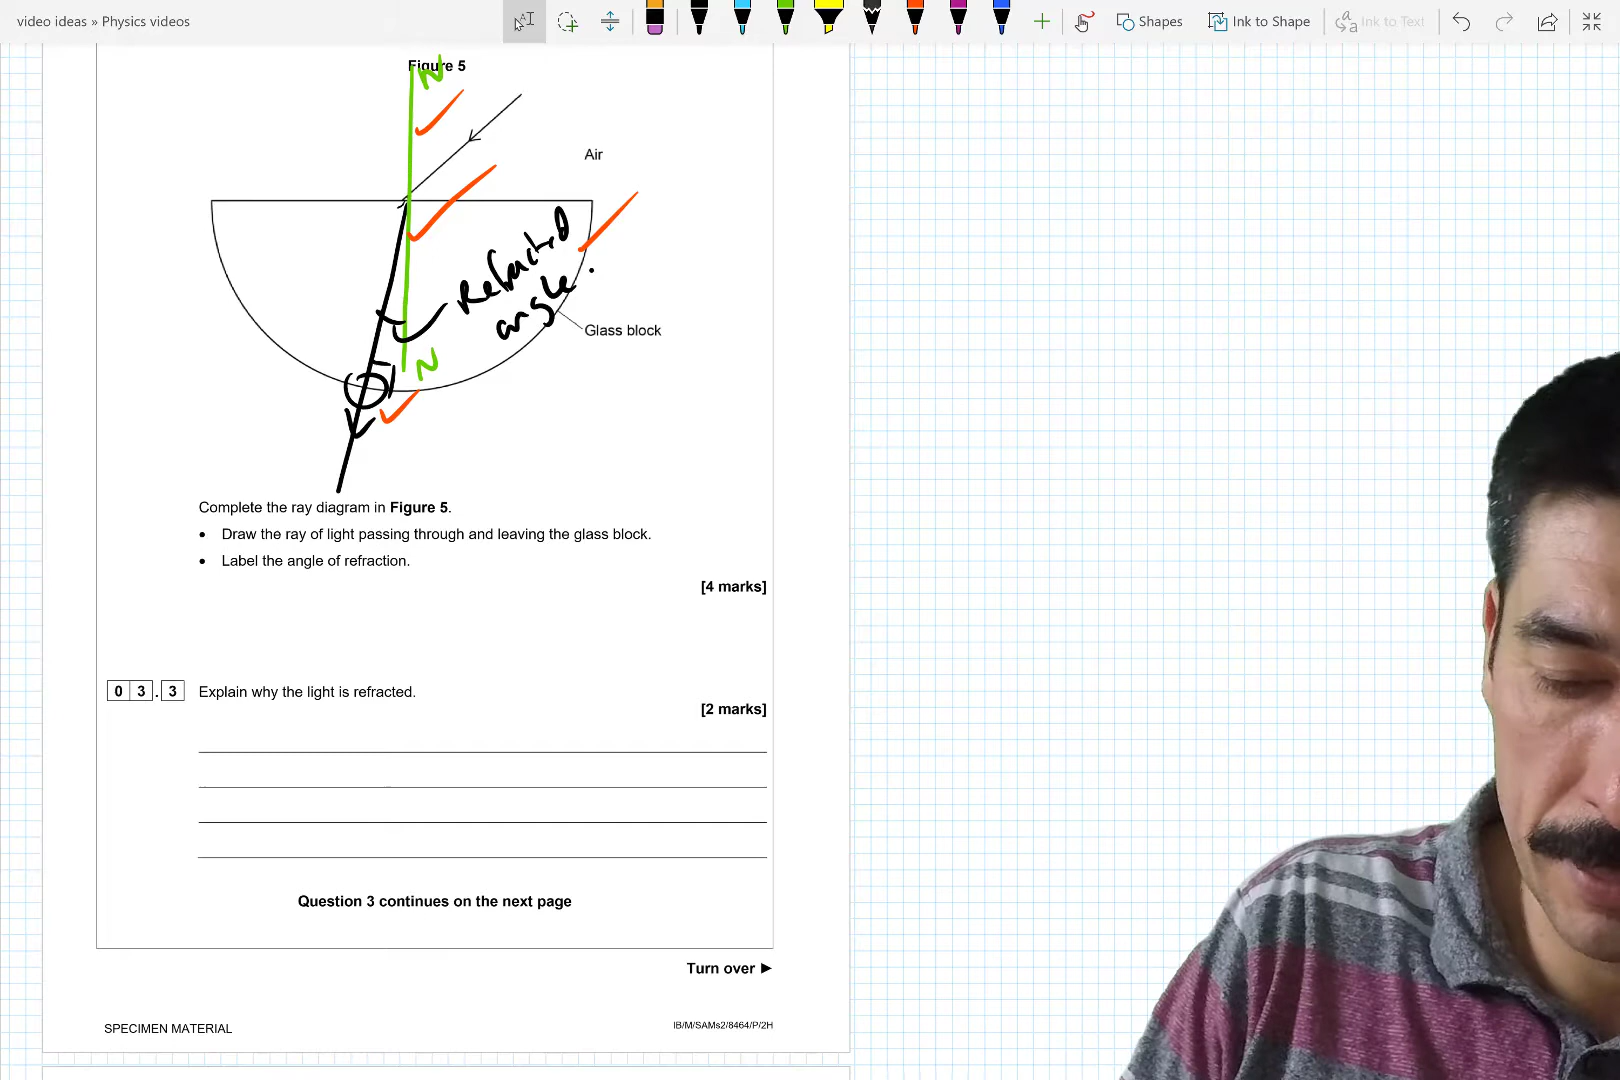 video ideas » Physics videos
Shapes
Ink to Shape
Ink to Text
Figure 5
N
Air
Refracted
angle.
Glass block
N
Complete the ray diagram in Figure 5.
• Draw the ray of light passing through and leaving the glass block.
• Label the angle of refraction.
[4 marks]
0 3 . 3 Explain why the light is refracted.
[2 marks]
Question 3 continues on the next page
Turn over ►
SPECIMEN MATERIAL
IB/M/SAMs2/8464/P/2H